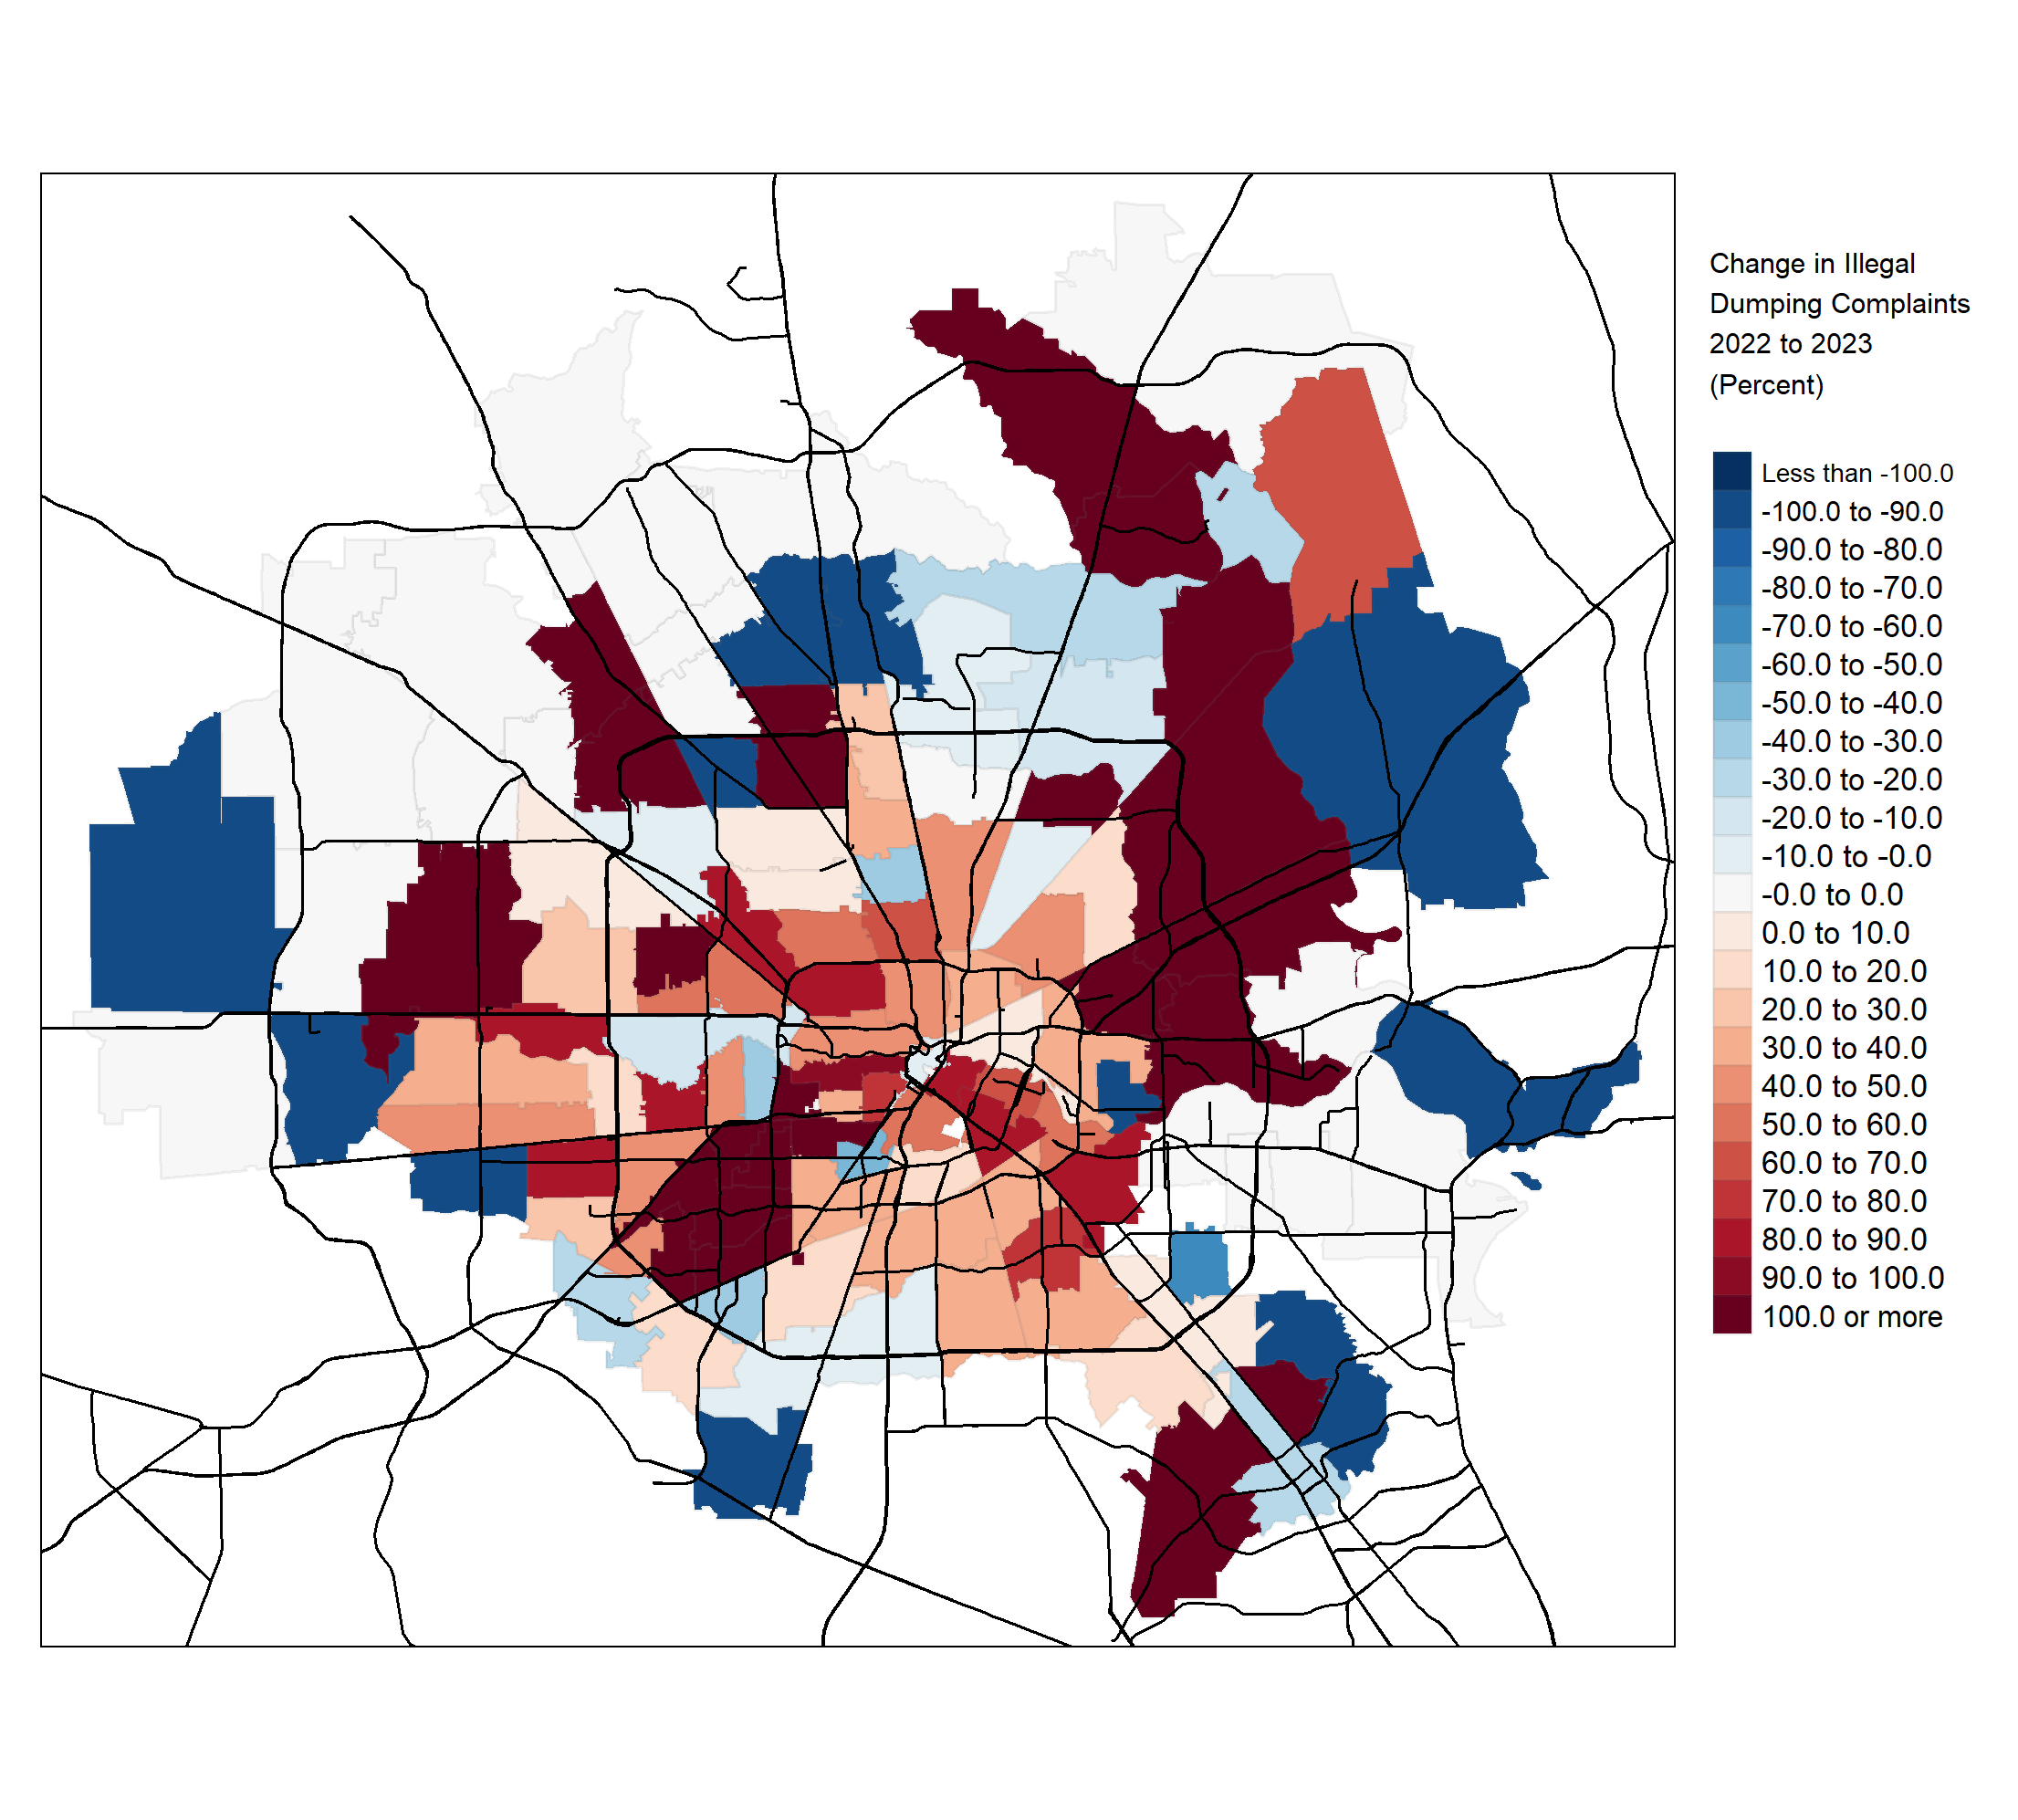 Change in Illegal
Dumping Complaints
2022 to 2023
(Percent)
Less than -100.0
-100.0 to -90.0
-90.0 to -80.0
-80.0 to -70.0
-70.0 to -60.0
-60.0 to -50.0
-50.0 to -40.0
-40.0 to -30.0
-30.0 to -20.0
-20.0 to -10.0
-10.0 to -0.0
-0.0 to 0.0
0.0 to 10.0
10.0 to 20.0
20.0 to 30.0
30.0 to 40.0
40.0 to 50.0
50.0 to 60.0
60.0 to 70.0
70.0 to 80.0
80.0 to 90.0
90.0 to 100.0
100.0 or more